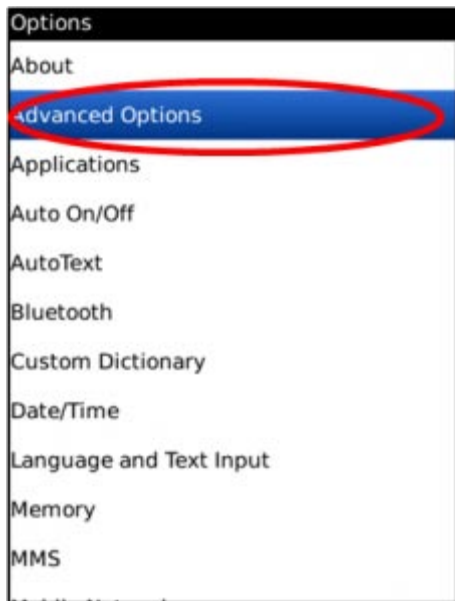 Options
About
Advanced Options
Applications
Auto On/Off
AutoText
Bluetooth
Custom Dictionary
Date/Time
Language and Text Input
Memory
MMS